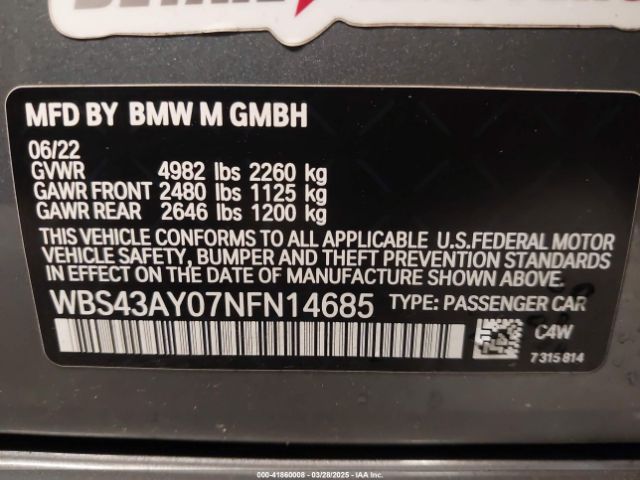 MFD BY BMW M GMBH
06/22
GVWR 4982 lbs 2260 kg
GAWR FRONT 2480 lbs 1125 kg
GAWR REAR 2646 lbs 1200 kg
THIS VEHICLE CONFORMS TO ALL APPLICABLE U.S.FEDERAL MOTOR
VEHICLE SAFETY, BUMPER AND THEFT PREVENTION STANDARDS
IN EFFECT ON THE DATE OF MANUFACTURE SHOWN ABOVE.
WBS43AY07NFN14685 TYPE: PASSENGER CAR
C4W
7 315 814
000-41860008 - 03/28/2025 - IAA Inc.